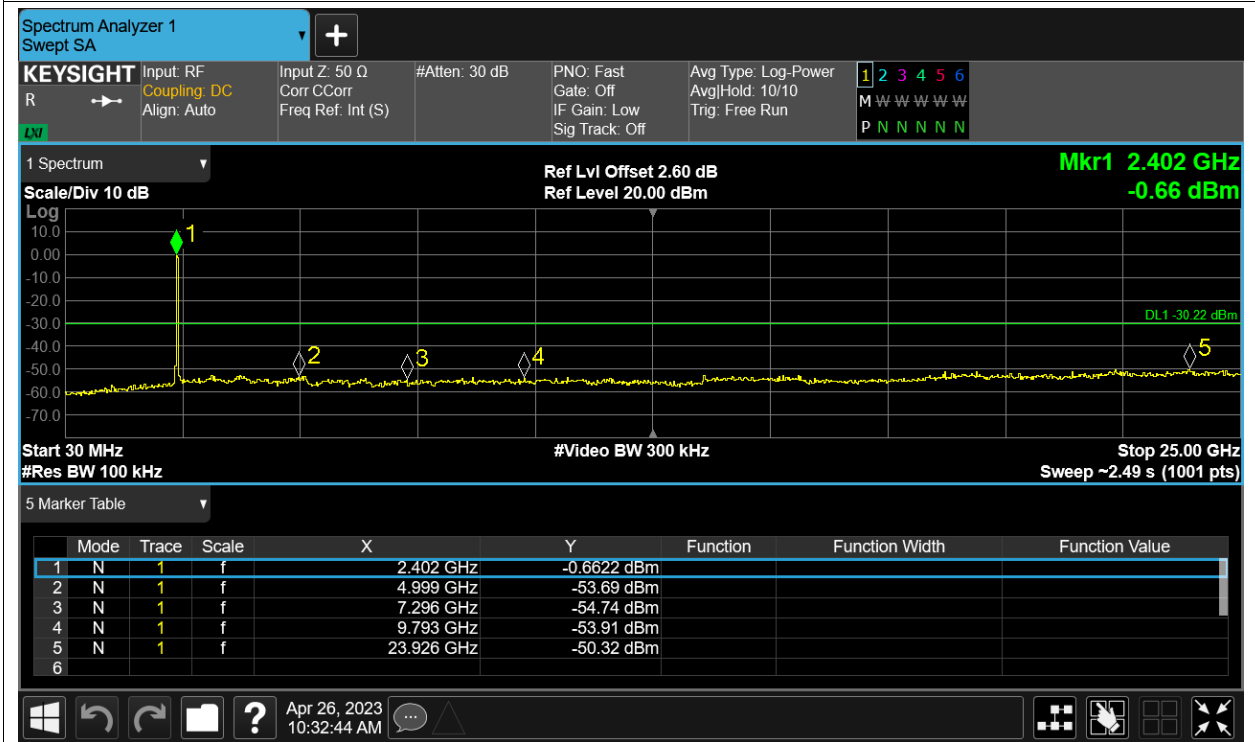 Spectrum Analyzer 1
Swept SA
KEYSIGHT Input: RF Input Z: 50 Ω #Atten: 30 dB PNO: Fast Avg Type: Log-Power 1 2 3 4 5 6
R Coupling: DC Corr CCorr Gate: Off Avg|Hold: 10/10 M W W W W W
Align: Auto Freq Ref: Int (S) IF Gain: Low Trig: Free Run
LXI Sig Track: Off P N N N N N
1 Spectrum Ref Lvl Offset 2.60 dB Mkr1 2.402 GHz
Scale/Div 10 dB Ref Level 20.00 dBm -0.66 dBm
Log
10.0 1
0.00
-10.0
-20.0
-30.0 DL1 -30.22 dBm
-40.0 2 3 4 5
-50.0
-60.0
-70.0
Start 30 MHz #Video BW 300 kHz Stop 25.00 GHz
#Res BW 100 kHz Sweep ~2.49 s (1001 pts)
5 Marker Table
Mode Trace Scale X Y Function Function Width Function Value
1 N 1 f 2.402 GHz -0.6622 dBm
2 N 1 f 4.999 GHz -53.69 dBm
3 N 1 f 7.296 GHz -54.74 dBm
4 N 1 f 9.793 GHz -53.91 dBm
5 N 1 f 23.926 GHz -50.32 dBm
6
? Apr 26, 2023
10:32:44 AM